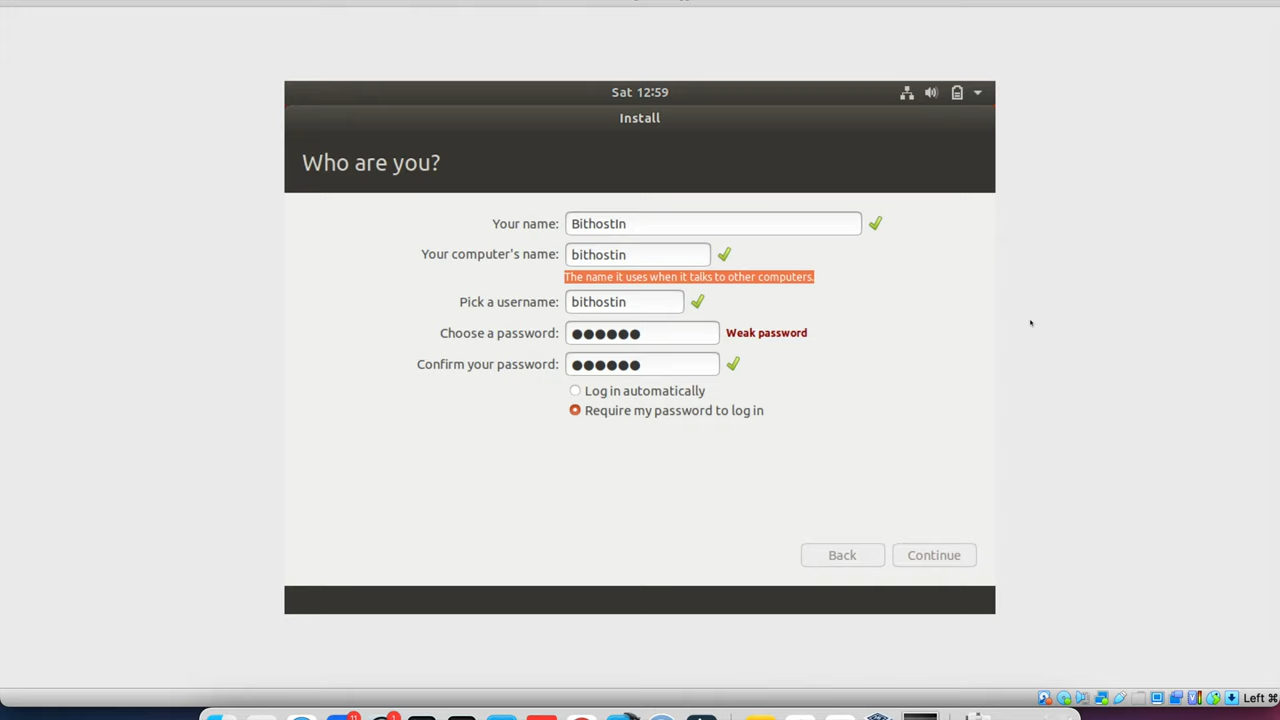 Sat 12:59
Install
Who are you?
Your name: BithostIn
Your computer's name: bithostin
The name it uses when it talks to other computers.
Pick a username: bithostin
Choose a password: ●●●●●● Weak password
Confirm your password: ●●●●●●
Log in automatically
Require my password to log in
Back Continue
Left ⌘
11 1